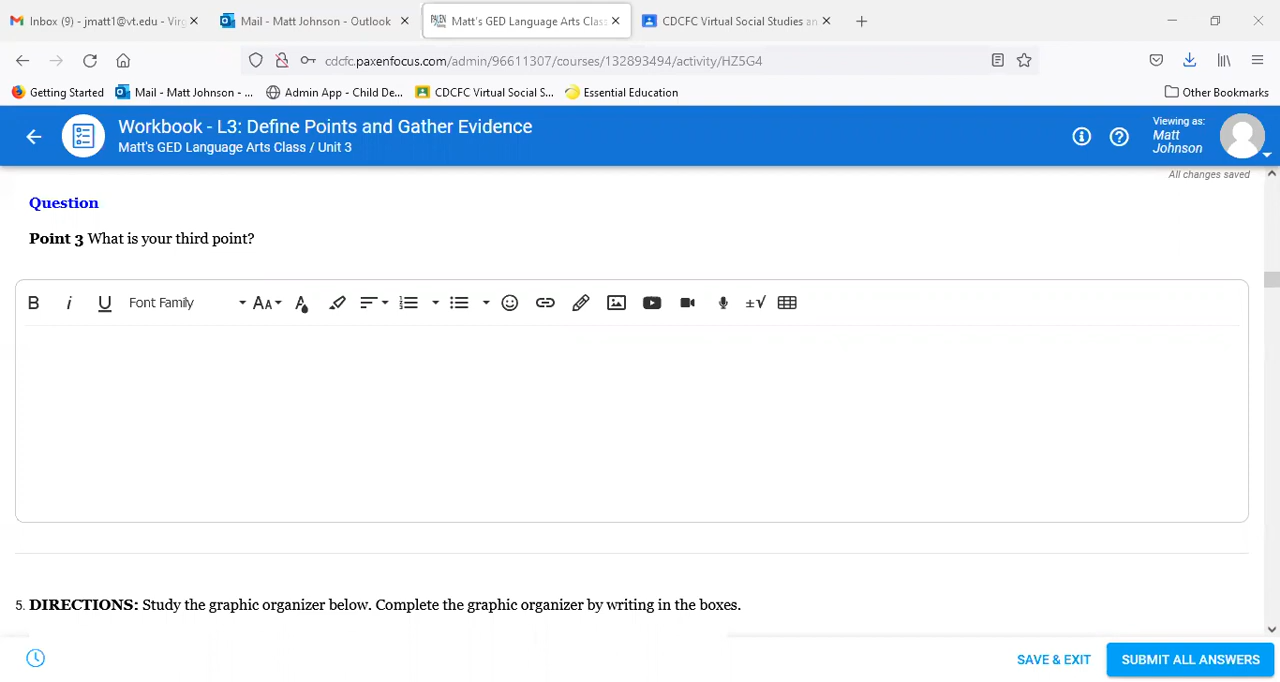 Inbox (9) - jmatt1@vt.edu - Virg
Mail - Matt Johnson - Outlook
PAXEN Matt's GED Language Arts Clas
CDCFC Virtual Social Studies an
cdcfc.paxenfocus.com/admin/96611307/courses/132893494/activity/HZ5G4
Getting Started
Mail - Matt Johnson - ...
Admin App - Child De...
CDCFC Virtual Social S...
Essential Education
Other Bookmarks
Workbook - L3: Define Points and Gather Evidence
Matt's GED Language Arts Class / Unit 3
Viewing as:
Matt
Johnson
All changes saved
Question
Point 3 What is your third point?
B i U Font Family AA A ±√
5. DIRECTIONS: Study the graphic organizer below. Complete the graphic organizer by writing in the boxes.
SAVE & EXIT
SUBMIT ALL ANSWERS